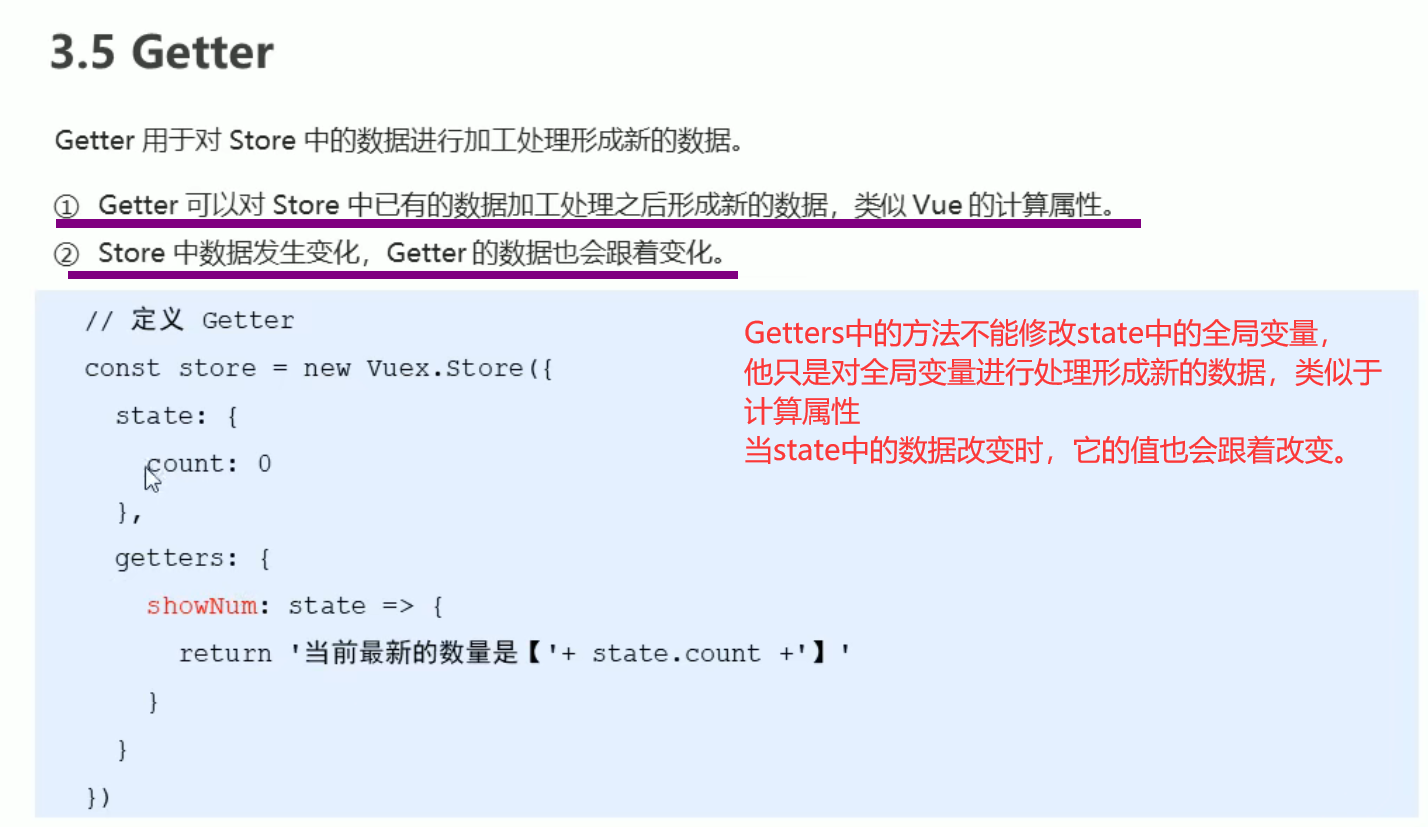 3.5 Getter
Getter 用于对 Store 中的数据进行加工处理形成新的数据。
① Getter 可以对 Store 中已有的数据加工处理之后形成新的数据，类似 Vue 的计算属性。
② Store 中数据发生变化，Getter 的数据也会跟着变化。
// 定义 Getter
const store = new Vuex.Store({
state: {
count: 0
},
getters: {
showNum: state => {
return '当前最新的数量是【'+ state.count +'】'
}
}
})
Getters中的方法不能修改state中的全局变量，
他只是对全局变量进行处理形成新的数据，类似于
计算属性
当state中的数据改变时，它的值也会跟着改变。